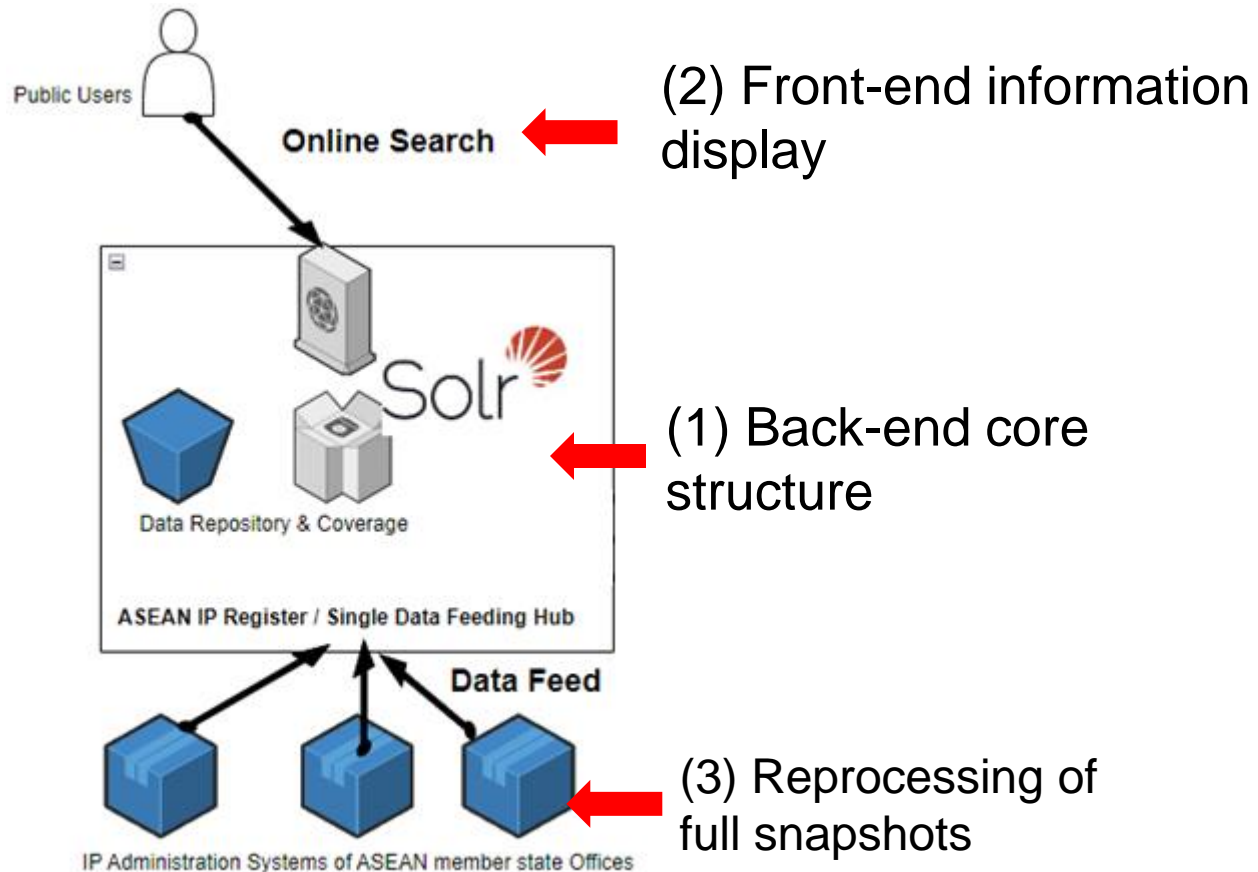 Public Users
Online Search
(2) Front-end information
display
Solr
(1) Back-end core
structure
Data Repository & Coverage
ASEAN IP Register / Single Data Feeding Hub
Data Feed
(3) Reprocessing of
full snapshots
IP Administration Systems of ASEAN member state Offices